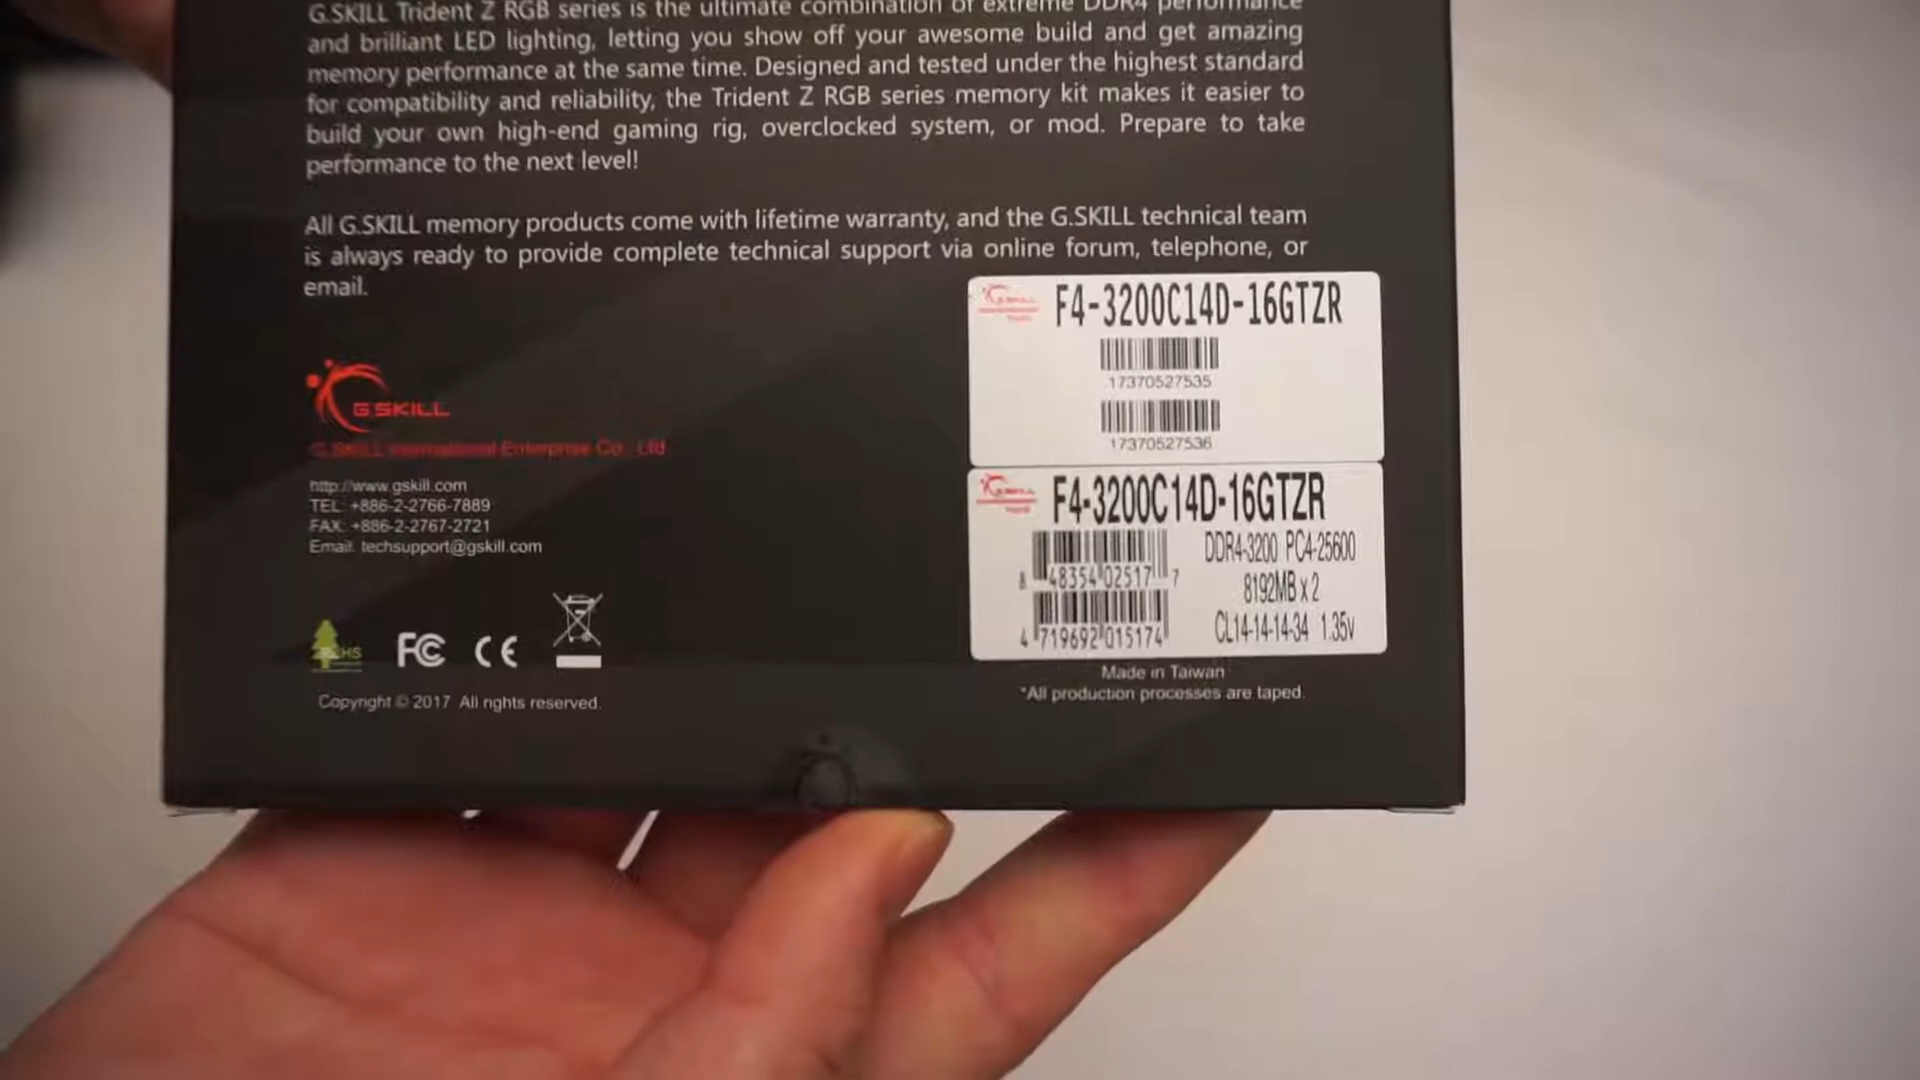 G.SKILL Trident Z RGB series is the ultimate combination of extreme DDR4 performance
and brilliant LED lighting, letting you show off your awesome build and get amazing
memory performance at the same time. Designed and tested under the highest standard
for compatibility and reliability, the Trident Z RGB series memory kit makes it easier to
build your own high-end gaming rig, overclocked system, or mod. Prepare to take
performance to the next level!
All G.SKILL memory products come with lifetime warranty, and the G.SKILL technical team
is always ready to provide complete technical support via online forum, telephone, or
email.
G.SKILL
G.SKILL International Enterprise Co., Ltd.
http://www.gskill.com
TEL: +886-2-2766-7889
FAX: +886-2-2767-2721
Email: techsupport@gskill.com
RoHS
FC CE
Copyright © 2017 All rights reserved.
F4-3200C14D-16GTZR
17370527535
17370527536
F4-3200C14D-16GTZR
DDR4-3200 PC4-25600
8 48354 02517 7
8192MB x 2
4 719692 015174
CL14-14-14-34 1.35v
Made in Taiwan
*All production processes are taped.